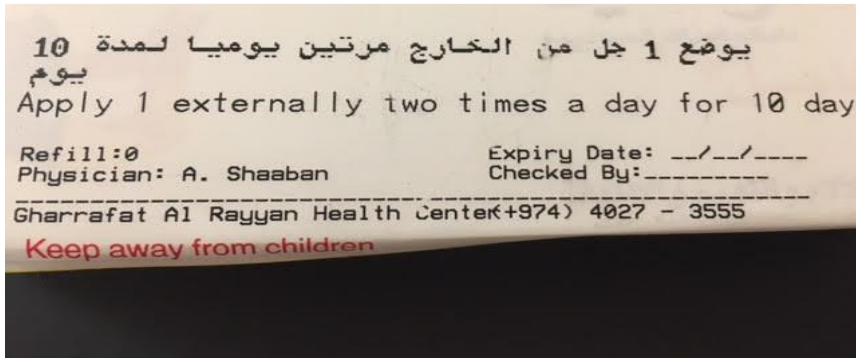 يوضع 1 جل من الخارج مرتين يوميا لمدة 10
يوم
Apply 1 externally two times a day for 10 day
Refill:0
Expiry Date: __/__/____
Physician: A. Shaaban
Checked By:_________
Gharrafat Al Rayyan Health Center(+974) 4027 - 3555
Keep away from children